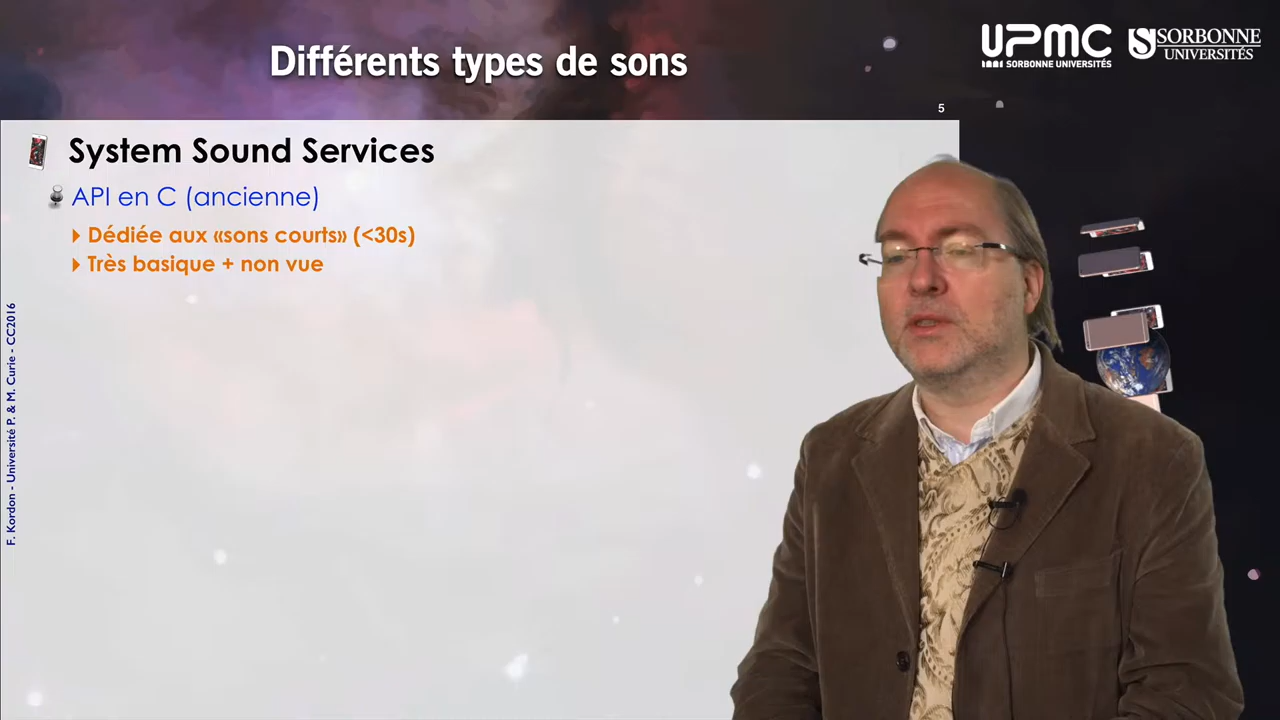 Différents types de sons
UPMC
SORBONNE UNIVERSITÉS
SORBONNE
UNIVERSITÉS
5
System Sound Services
API en C (ancienne)
Dédiée aux «sons courts» (<30s)
Très basique + non vue
F. Kordon - Université P. & M. Curie - CC2016